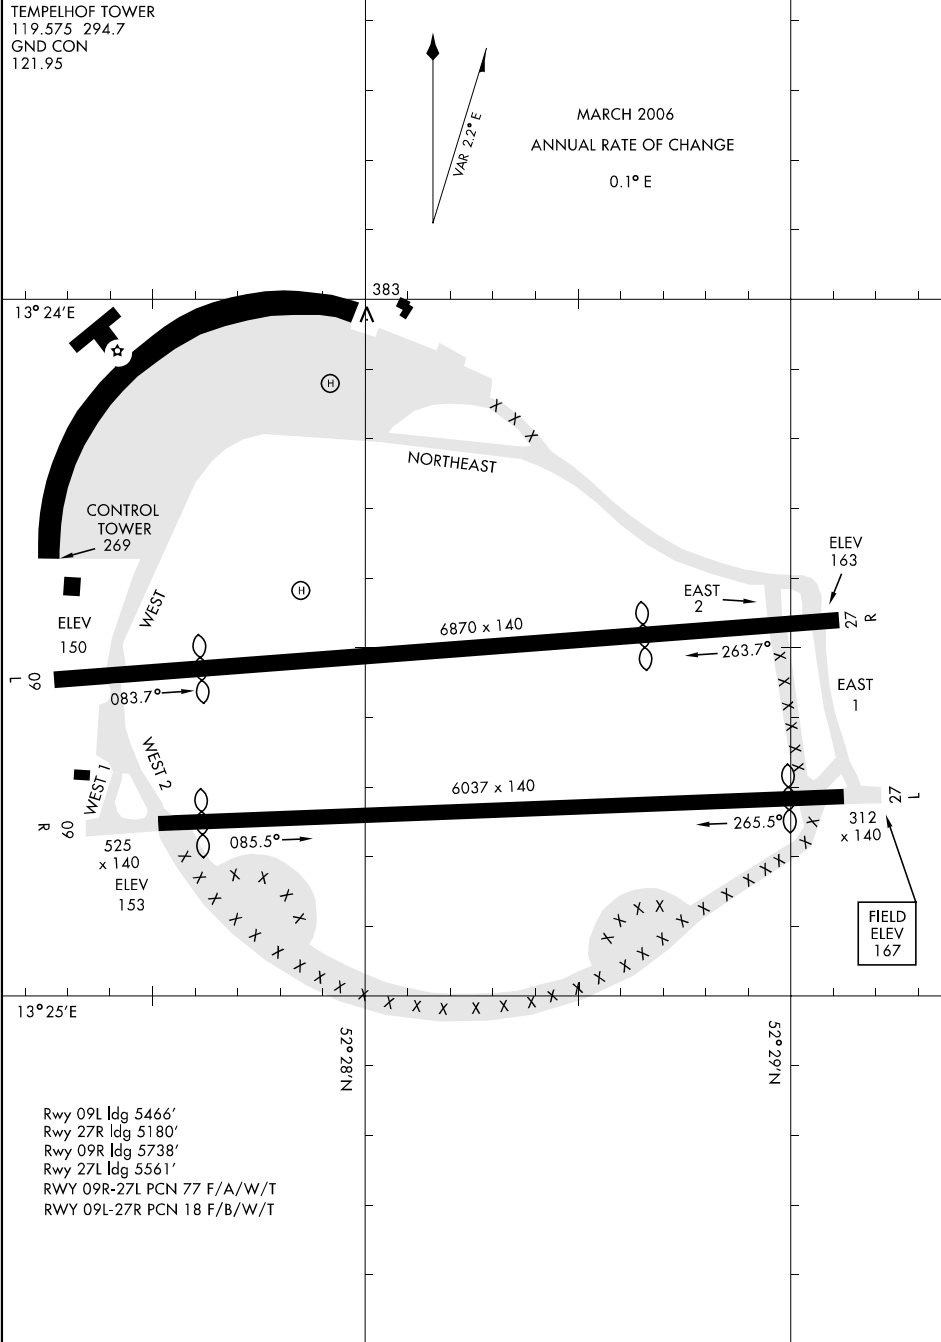 TEMPELHOF TOWER
119.575 294.7
GND CON
121.95
VAR 2.2° E
MARCH 2006
ANNUAL RATE OF CHANGE
0.1° E
13° 24'E
383
H
NORTHEAST
CONTROL
TOWER
269
ELEV
163
ELEV
150
WEST
H
EAST
2
6870 x 140
27
R
263.7°
09
L
083.7°
EAST
1
WEST 2
WEST 1
6037 x 140
27
L
09
R
525
x 140
085.5°
265.5°
312
x 140
ELEV
153
FIELD
ELEV
167
13° 25'E
52° 28'N
52° 29'N
Rwy 09L ldg 5466'
Rwy 27R ldg 5180'
Rwy 09R ldg 5738'
Rwy 27L ldg 5561'
RWY 09R-27L PCN 77 F/A/W/T
RWY 09L-27R PCN 18 F/B/W/T